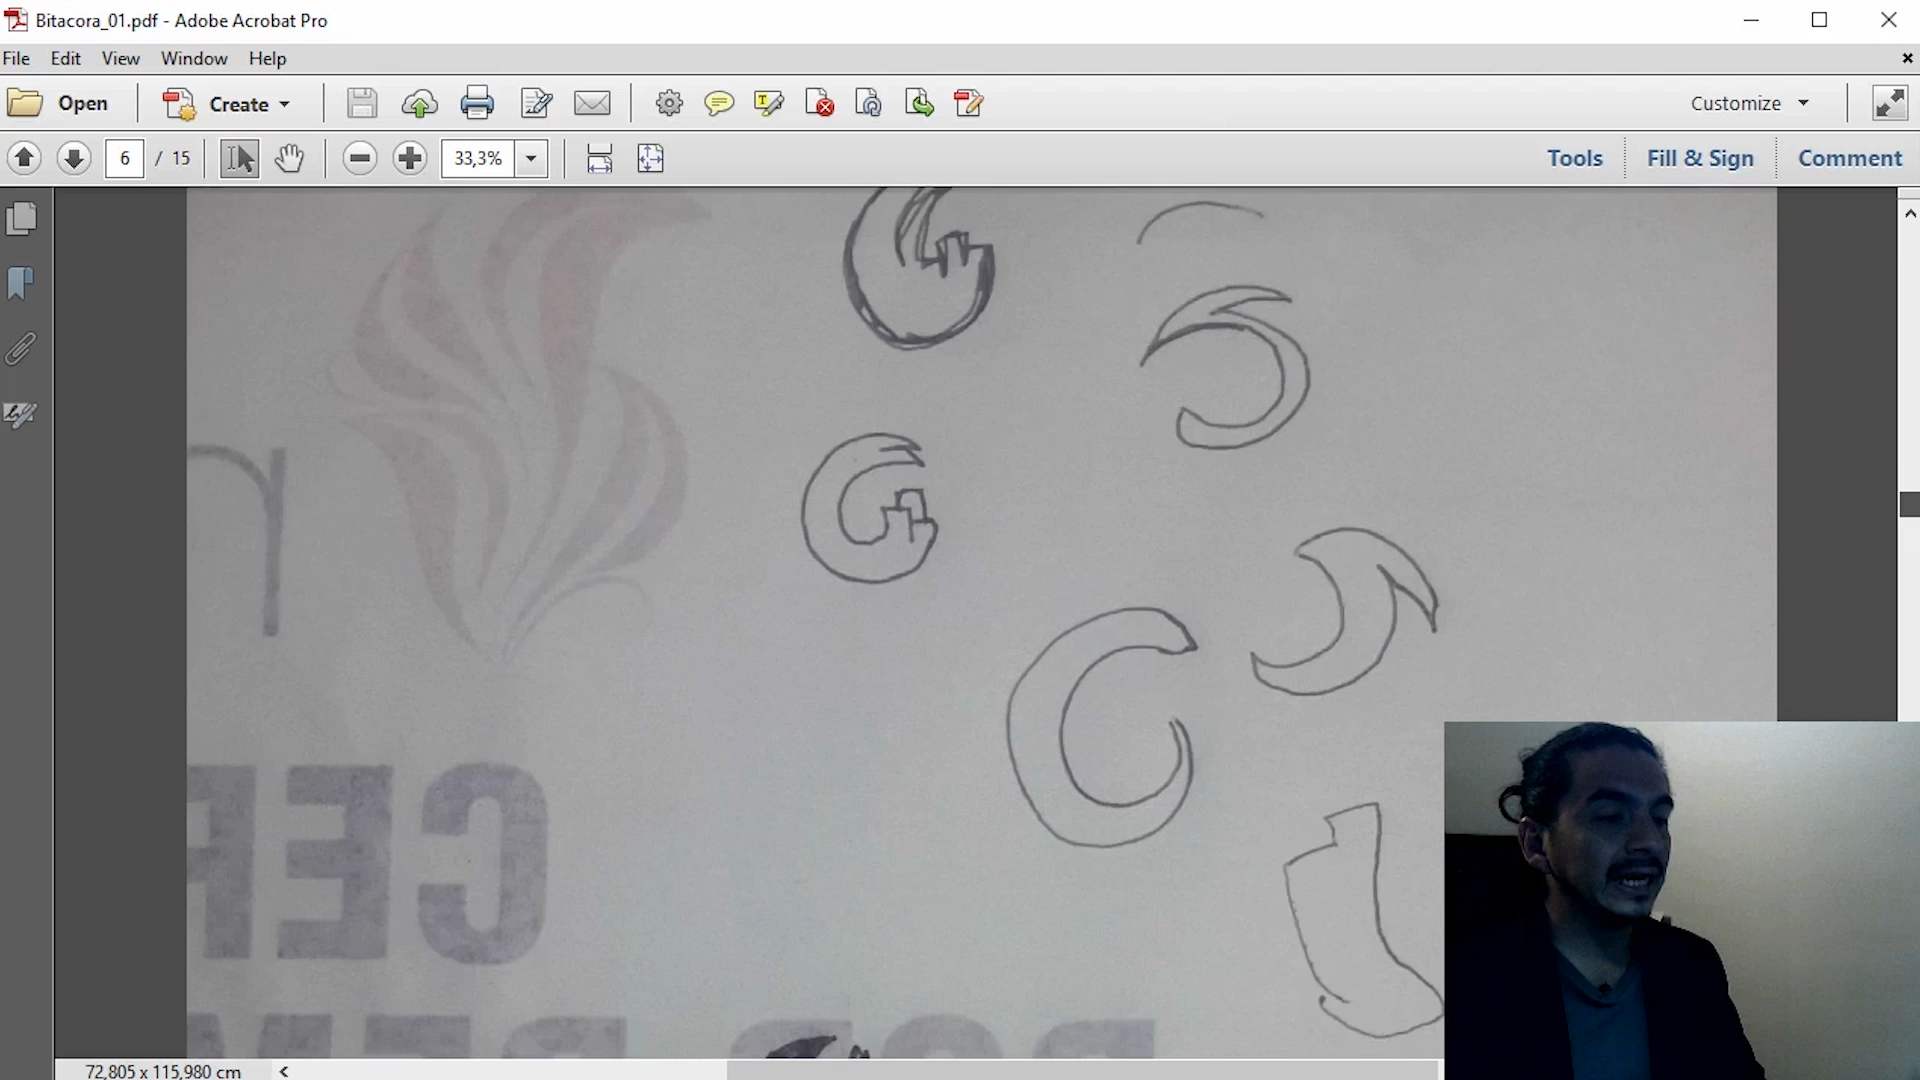 Bitacora_01.pdf - Adobe Acrobat Pro
File Edit View Window Help
Open Create Customize
6 / 15 33,3% Tools Fill & Sign Comment
CER
72,805 x 115,980 cm